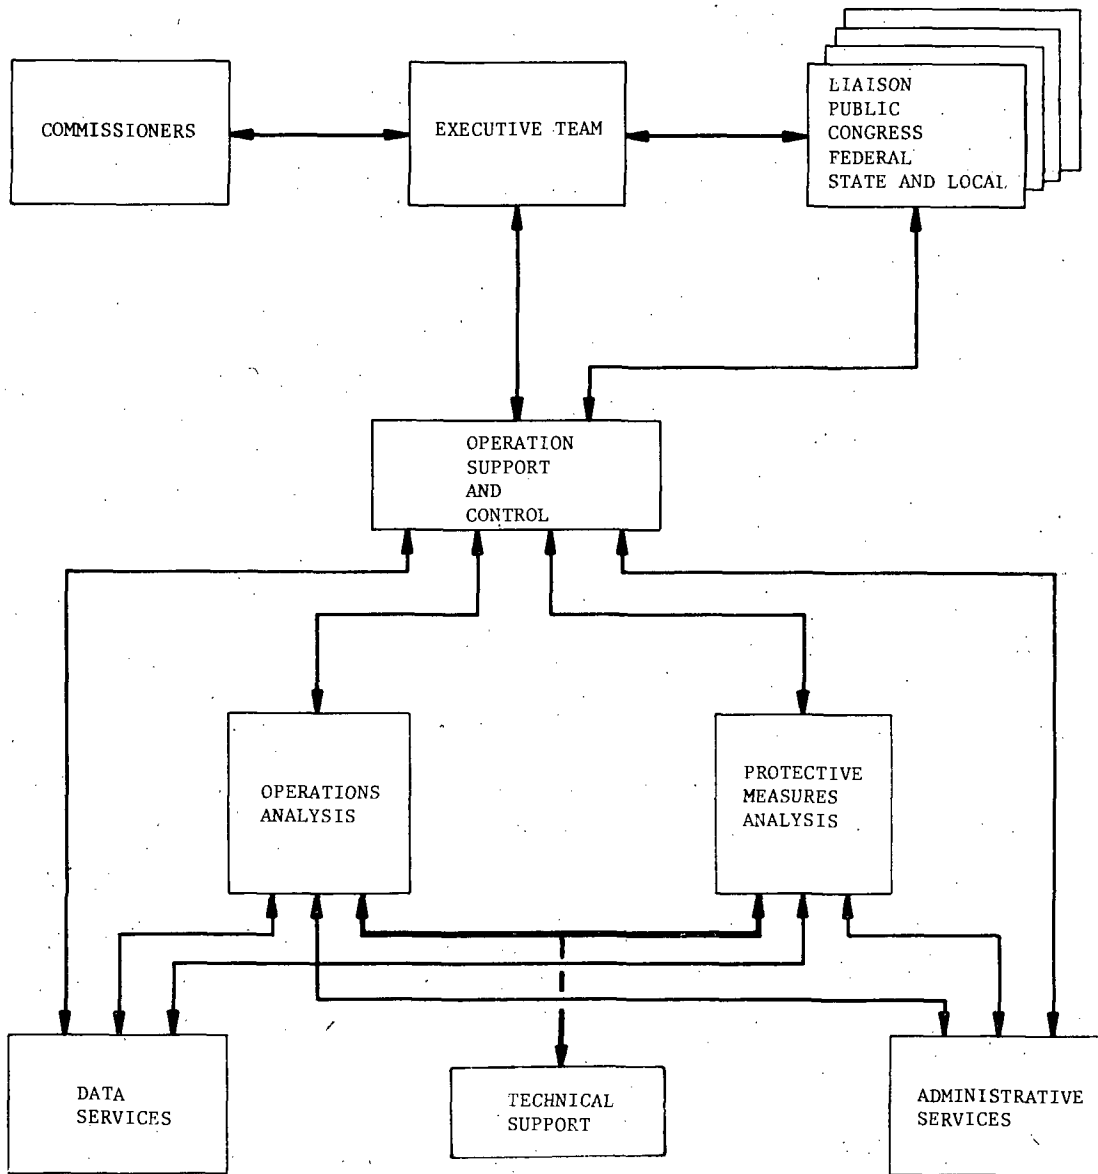 COMMISSIONERS
EXECUTIVE TEAM
LIAISON
PUBLIC
CONGRESS
FEDERAL
STATE AND LOCAL
OPERATION
SUPPORT
AND
CONTROL
OPERATIONS
ANALYSIS
PROTECTIVE
MEASURES
ANALYSIS
DATA
SERVICES
TECHNICAL
SUPPORT
ADMINISTRATIVE
SERVICES